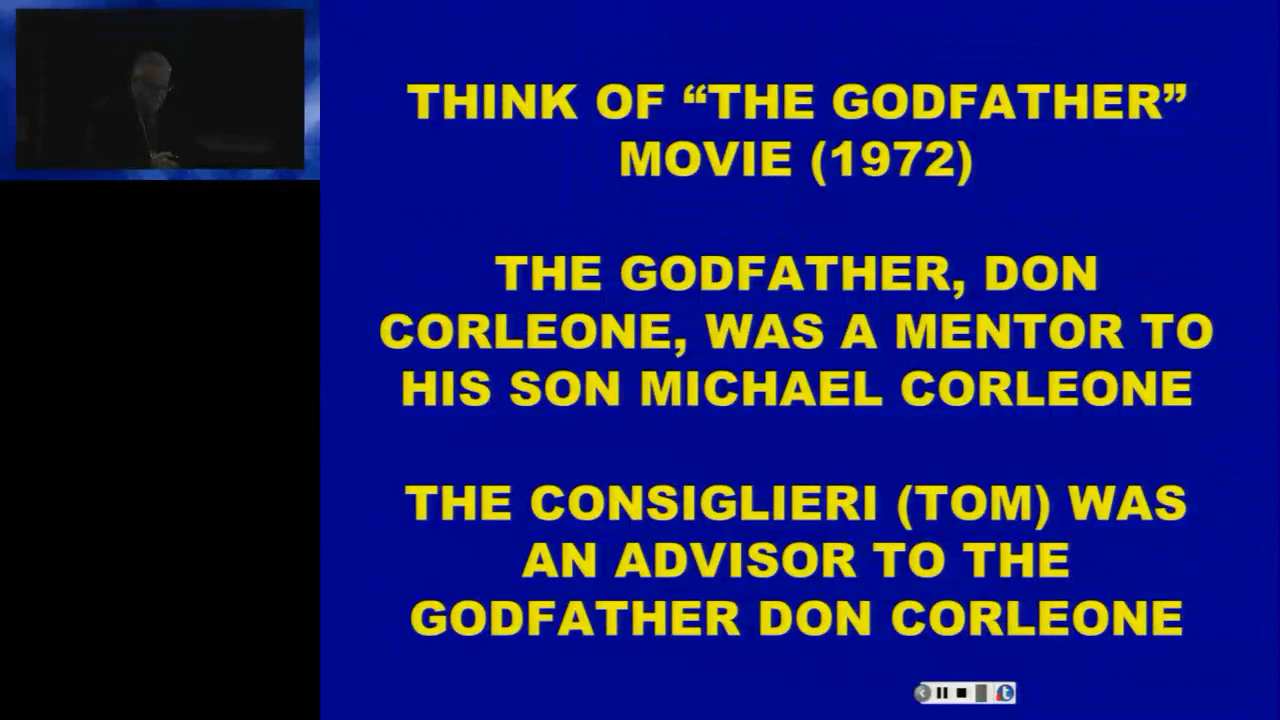 THINK OF “THE GODFATHER”
MOVIE (1972)
THE GODFATHER, DON
CORLEONE, WAS A MENTOR TO
HIS SON MICHAEL CORLEONE
THE CONSIGLIERI (TOM) WAS
AN ADVISOR TO THE
GODFATHER DON CORLEONE